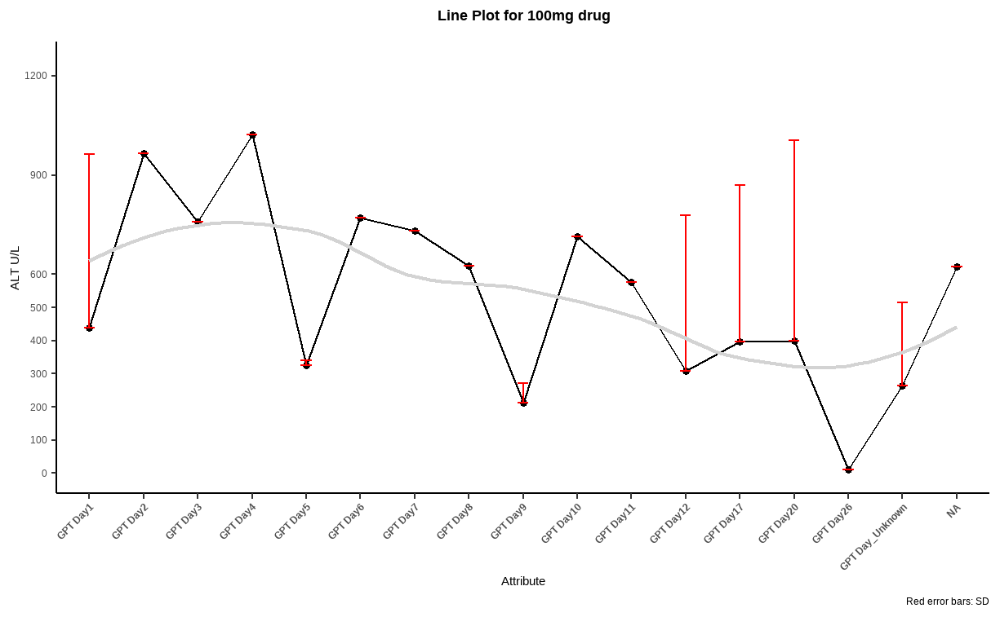 Line Plot for 100mg drug
ALT U/L
1200
900
600
500
400
300
200
100
0
GPT Day1
GPT Day2
GPT Day3
GPT Day4
GPT Day5
GPT Day6
GPT Day7
GPT Day8
GPT Day9
GPT Day10
GPT Day11
GPT Day12
GPT Day17
GPT Day20
GPT Day26
GPT Day_Unknown
NA
Attribute
Red error bars: SD